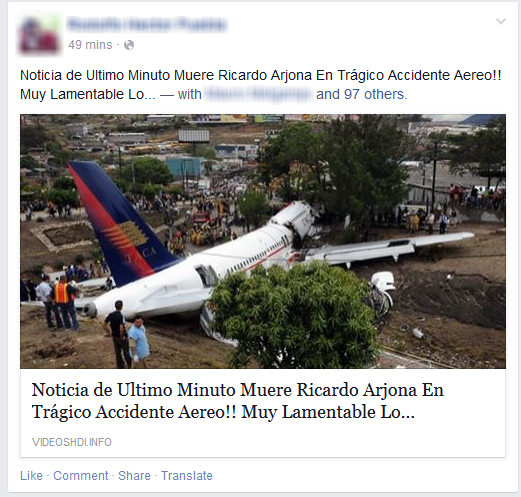 49 mins ·
Noticia de Ultimo Minuto Muere Ricardo Arjona En Trágico Accidente Aereo!!
Muy Lamentable Lo... — with and 97 others.
Noticia de Ultimo Minuto Muere Ricardo Arjona En
Trágico Accidente Aereo!! Muy Lamentable Lo...
VIDEOSHDI.INFO
Like · Comment · Share · Translate